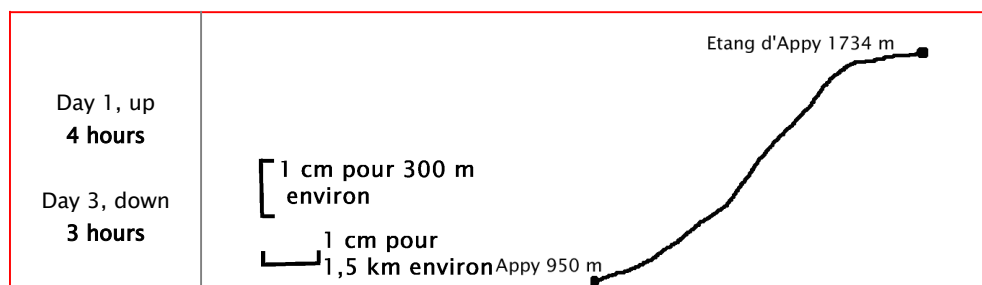 Day 1, up
4 hours
Day 3, down
3 hours
Etang d'Appy 1734 m
1 cm pour 300 m
environ
1 cm pour
1,5 km environ
Appy 950 m